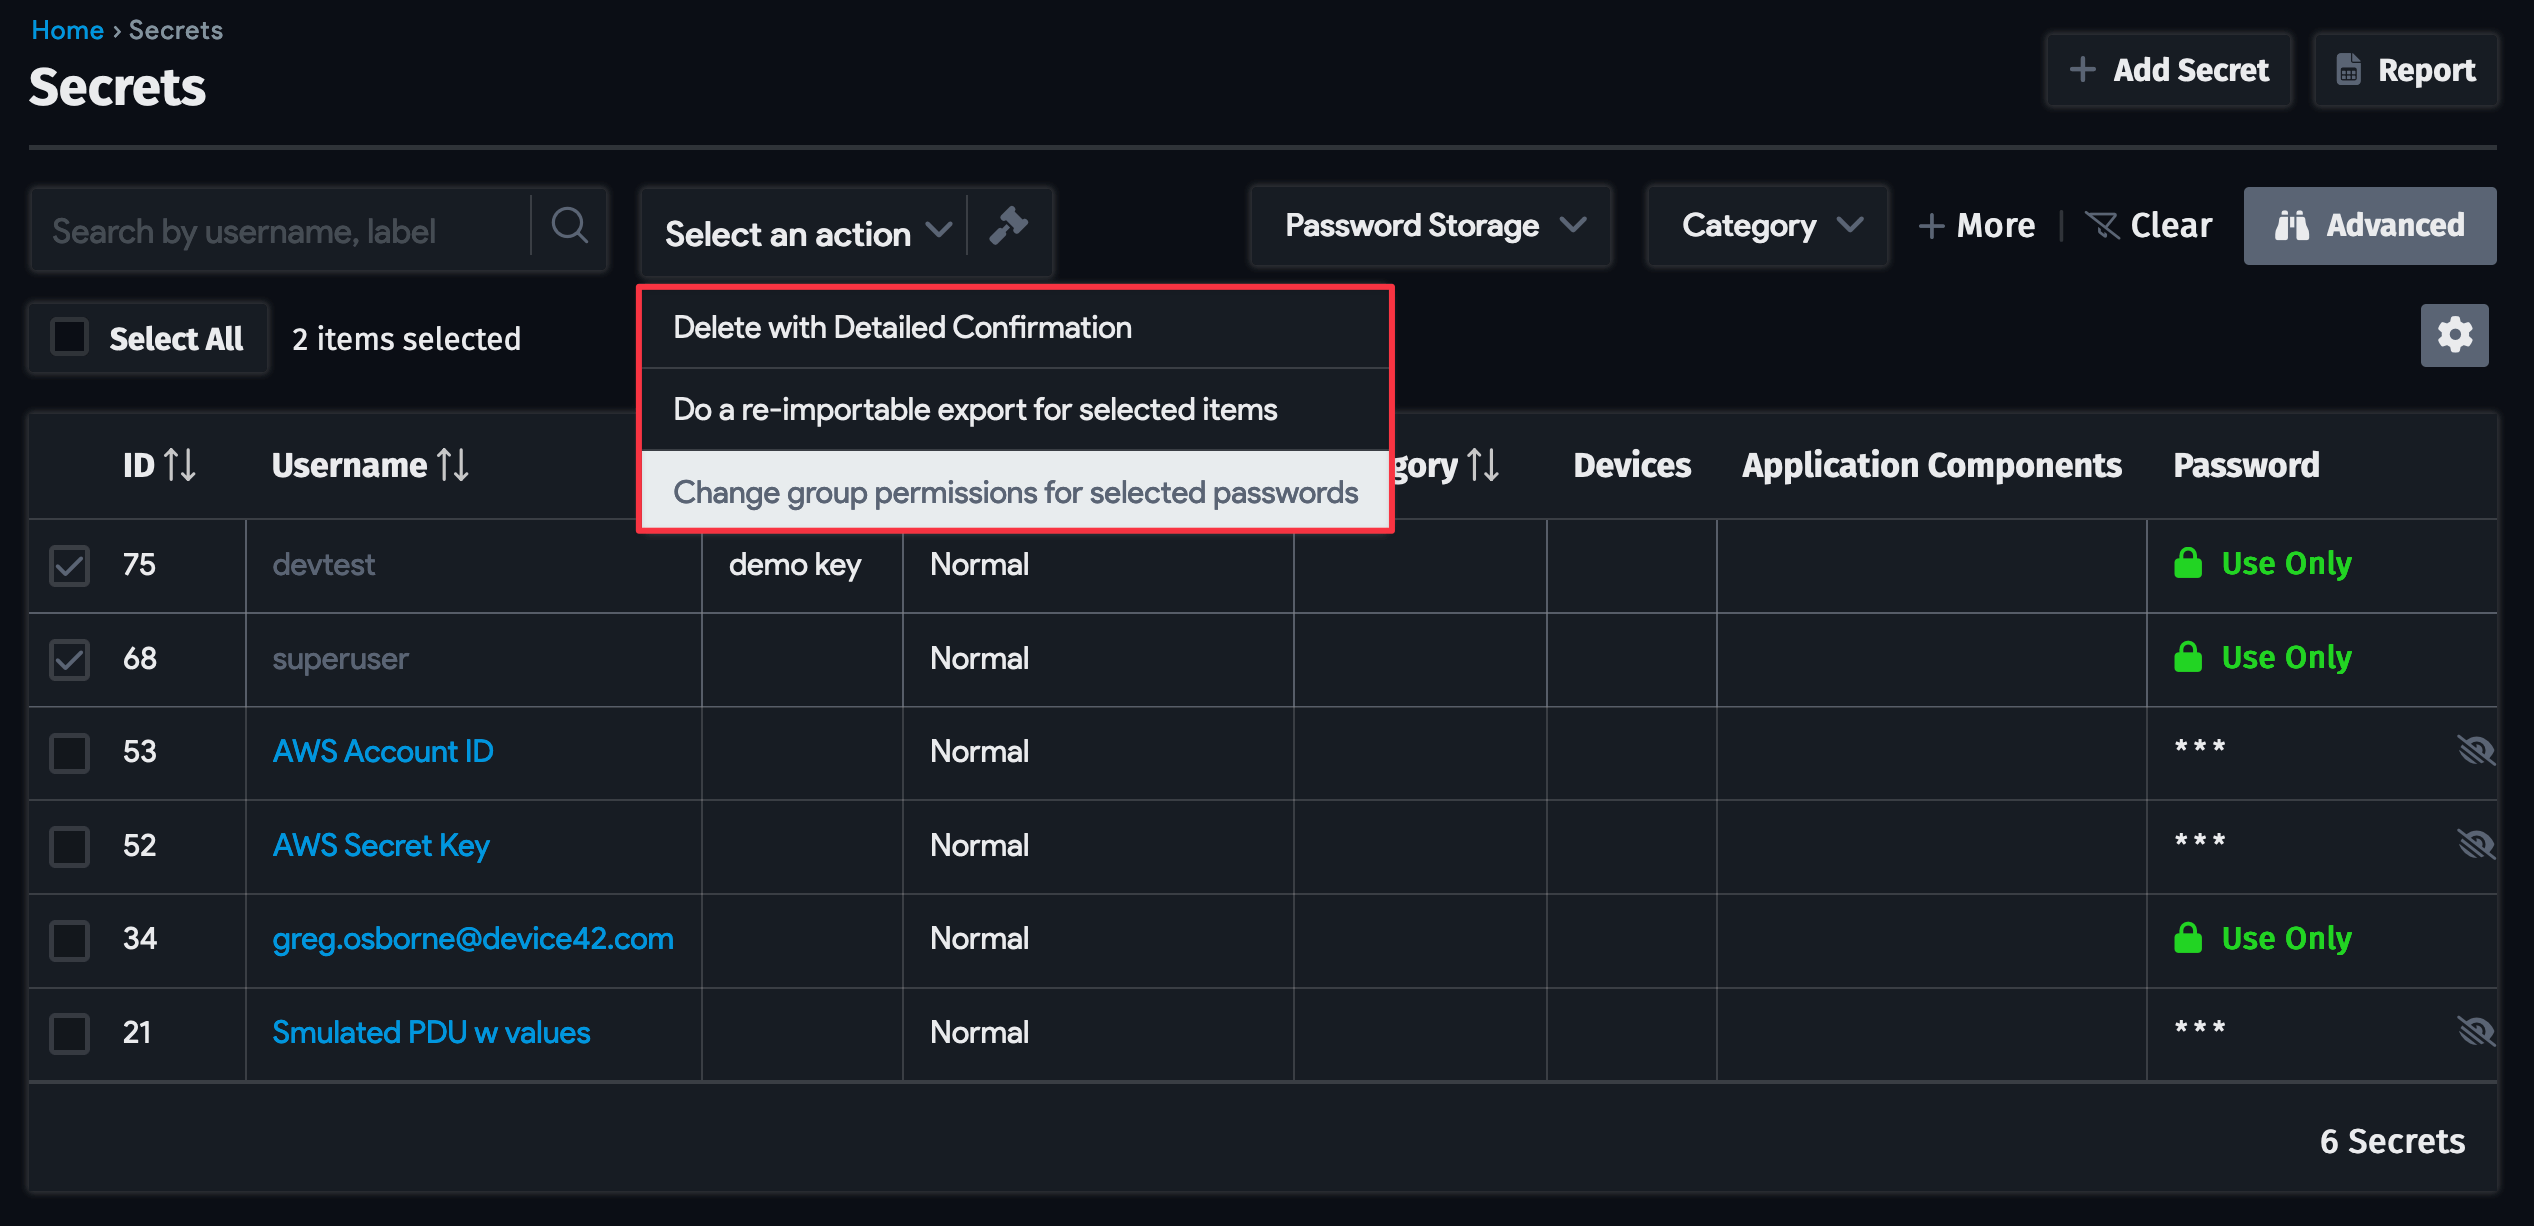 Home › Secrets
Secrets
Add Secret
Report
Search by username, label
Select an action
Password Storage
Category
More
Clear
Advanced
Select All
2 items selected
Delete with Detailed Confirmation
Do a re-importable export for selected items
Change group permissions for selected passwords
ID Username gory Devices Application Components Password
75 devtest demo key Normal Use Only
68 superuser Normal Use Only
53 AWS Account ID Normal ***
52 AWS Secret Key Normal ***
34 greg.osborne@device42.com Normal Use Only
21 Smulated PDU w values Normal ***
6 Secrets